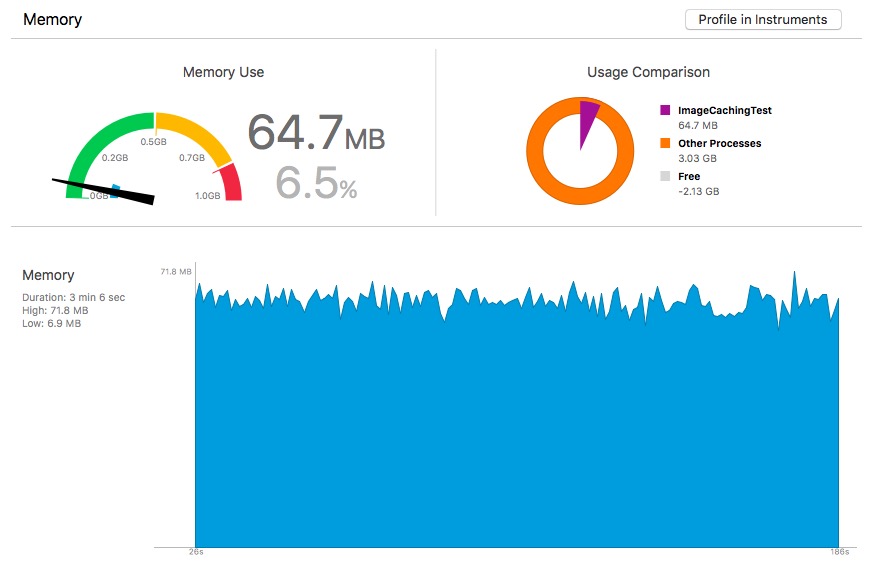 Memory
Profile in Instruments
Memory Use
0GB
0.2GB
0.5GB
0.7GB
1.0GB
64.7MB
6.5%
Usage Comparison
ImageCachingTest
64.7 MB
Other Processes
3.03 GB
Free
-2.13 GB
Memory
Duration: 3 min 6 sec
High: 71.8 MB
Low: 6.9 MB
71.8 MB
26s
186s